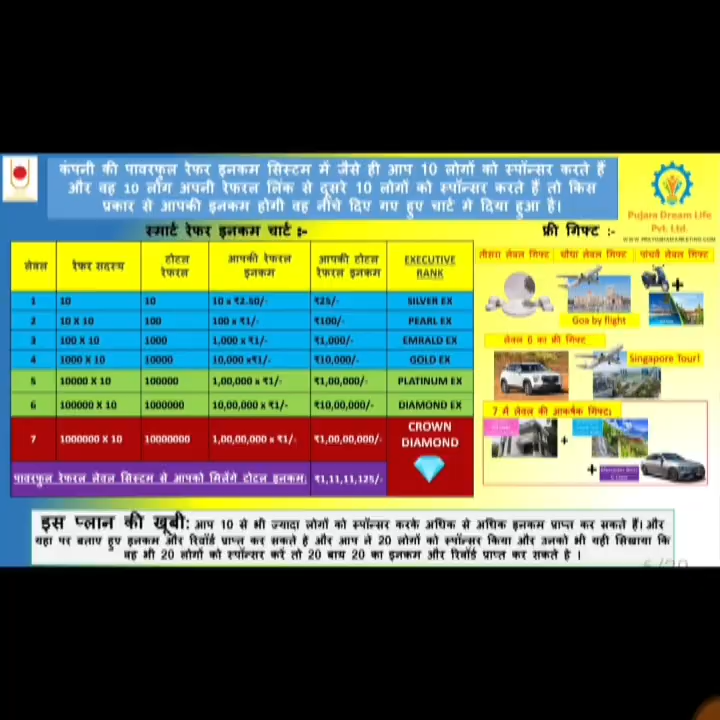 कंपनी की पावरफुल रेफर इनकम सिस्टम में जैसे ही आप 10 लोगों को स्पॉन्सर करते हैं
और वह 10 लोग अपनी रेफरल लिंक से दूसरे 10 लोगों को स्पॉन्सर करते हैं तो किस
प्रकार से आपकी इनकम होगी वह नीचे दिए गए हुए चार्ट में दिया हुआ हैं।
Pujara Dream Life
Pvt. Ltd.
स्मार्ट रेफर इनकम चार्ट :-
फ्री गिफ्ट :-
लेवल रेफर सदस्य टोटल रेफरल आपकी रेफरल इनकम आपकी टोटल रेफरल इनकम EXECUTIVE RANK
1 10 10 10 x ₹2.50/- ₹25/- SILVER EX
2 10 X 10 100 100 x ₹1/- ₹100/- PEARL EX
3 100 X 10 1000 1,000 x ₹1/- ₹1,000/- EMRALD EX
4 1000 X 10 10000 10,000 x₹1/- ₹10,000/- GOLD EX
5 10000 X 10 100000 1,00,000 x ₹1/- ₹1,00,000/- PLATINUM EX
6 100000 X 10 1000000 10,00,000 x ₹1/- ₹10,00,000/- DIAMOND EX
7 1000000 X 10 10000000 1,00,00,000 x ₹1/- ₹1,00,00,000/- CROWN DIAMOND
पावरफुल रेफरल लेवल सिस्टम से आपको मिलेंगे टोटल इनकम: ₹1,11,11,125/-
तीसरा लेवल गिफ्ट चौथा लेवल गिफ्ट पांचवे लेवल गिफ्ट
+
Goa by flight
लेवल 6 का फ्री गिफ्ट
Singapore Tour!
7 में लेवल की आकर्षक गिफ्ट:
+
+
इस प्लान की खूबी: आप 10 से भी ज्यादा लोगों को स्पॉन्सर करके अधिक से अधिक इनकम प्राप्त कर सकते हैं। और
यहा पर बताए हुए इनकम और रिवॉर्ड प्राप्त कर सकते हे और आप ने 20 लोगों को स्पॉन्सर किया और उनको भी यही सिखाया कि
वह भी 20 लोगों को स्पॉन्सर करें तो 20 बाय 20 का इनकम और रिवॉर्ड प्राप्त कर सकते हे ।